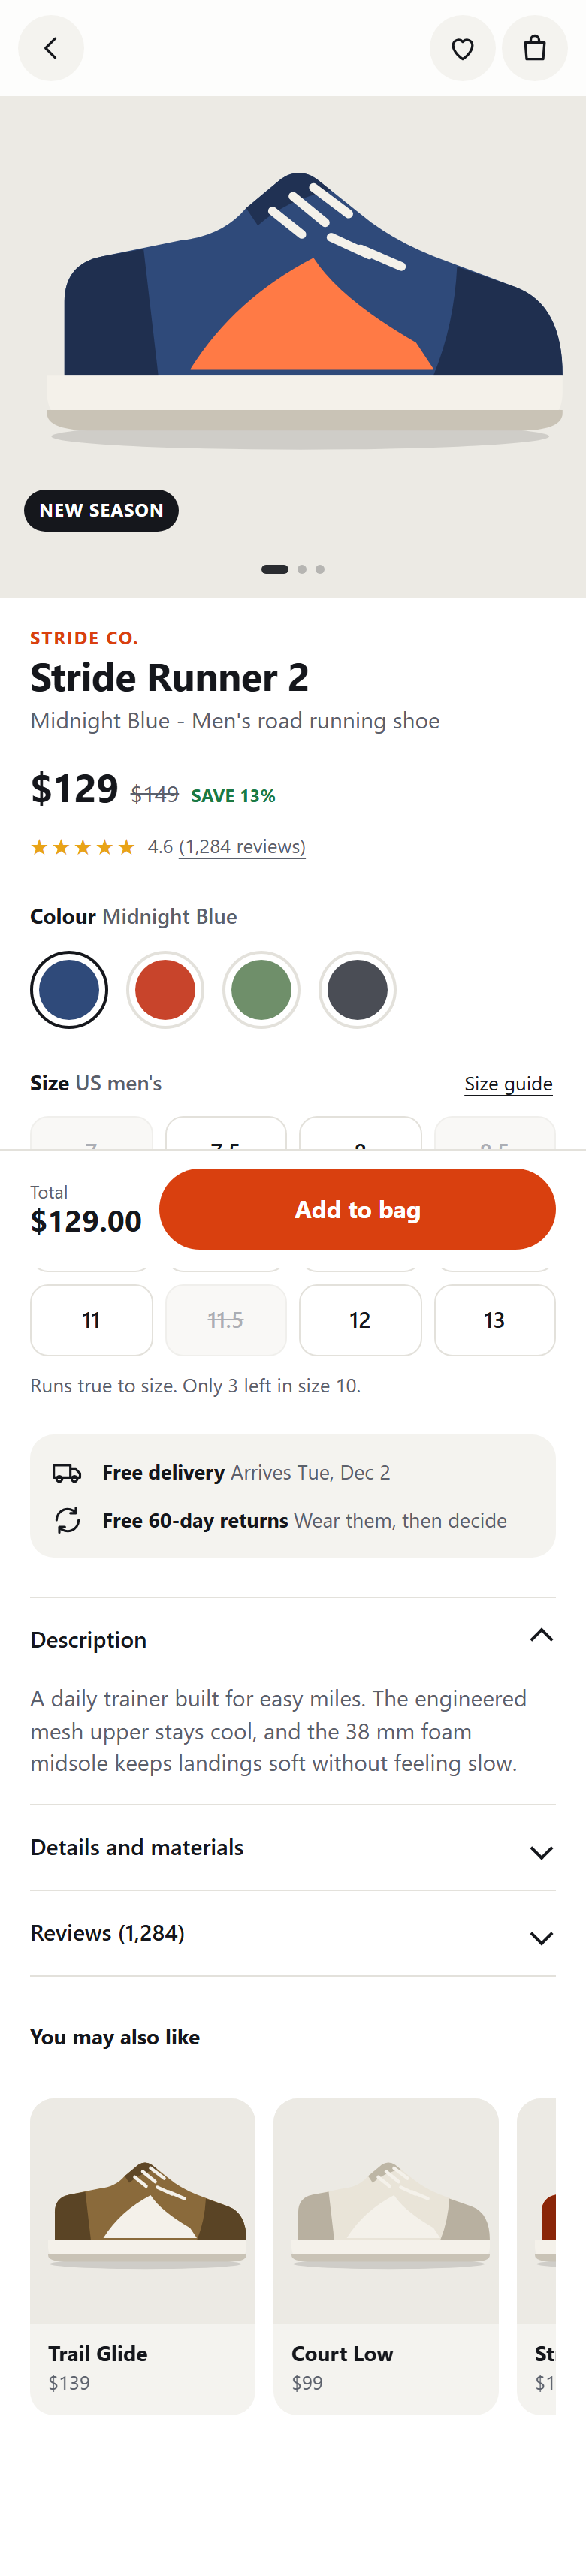 NEW SEASON
STRIDE CO.
Stride Runner 2
Midnight Blue - Men's road running shoe
$129 $149 SAVE 13%
★★★★★ 4.6 (1,284 reviews)
Colour Midnight Blue
Size US men's Size guide
Total
$129.00
Add to bag
11 11.5 12 13
Runs true to size. Only 3 left in size 10.
Free delivery Arrives Tue, Dec 2
Free 60-day returns Wear them, then decide
Description
A daily trainer built for easy miles. The engineered
mesh upper stays cool, and the 38 mm foam
midsole keeps landings soft without feeling slow.
Details and materials
Reviews (1,284)
You may also like
Trail Glide
$139
Court Low
$99